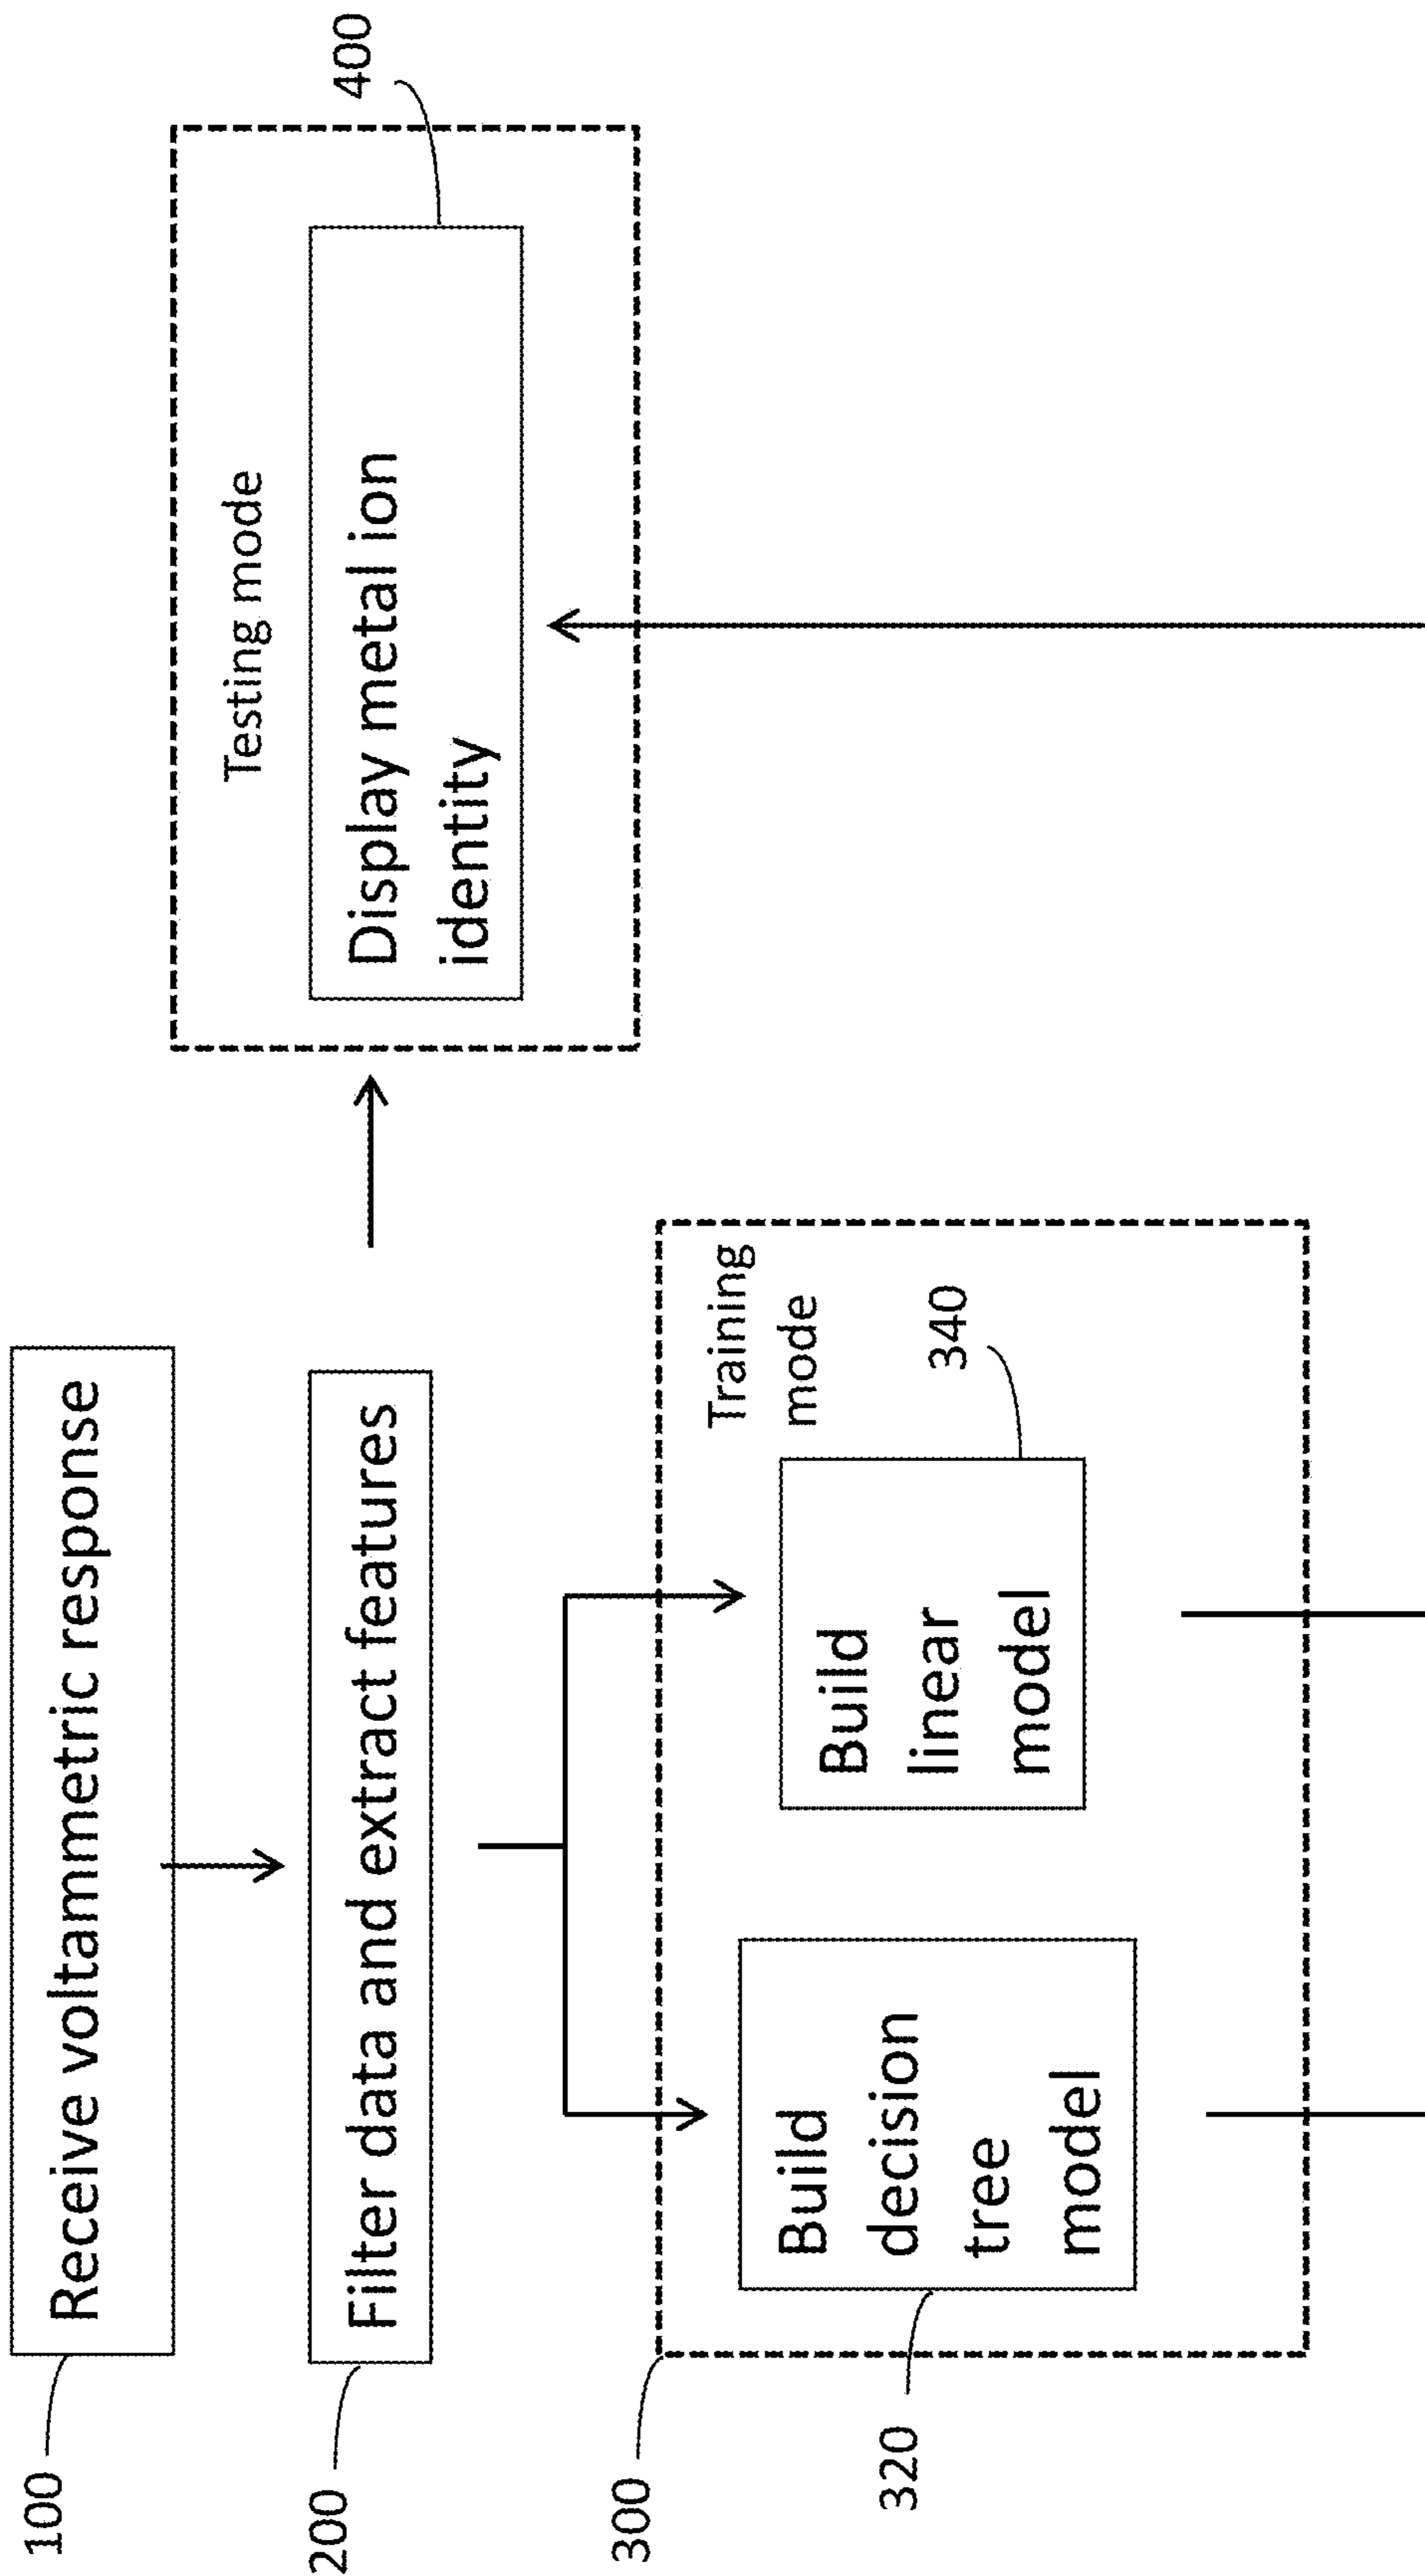 100
Receive voltammetric response
200
Filter data and extract features
300
Training
mode
320
Build
decision
tree
model
340
Build
linear
model
Testing mode
400
Display metal ion
identity